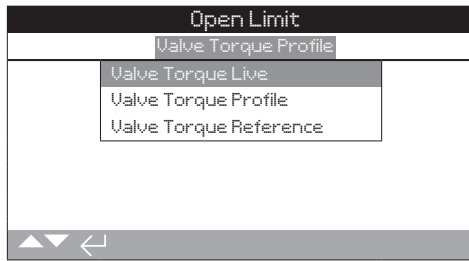 Open Limit
Valve Torque Profile
Valve Torque Live
Valve Torque Profile
Valve Torque Reference